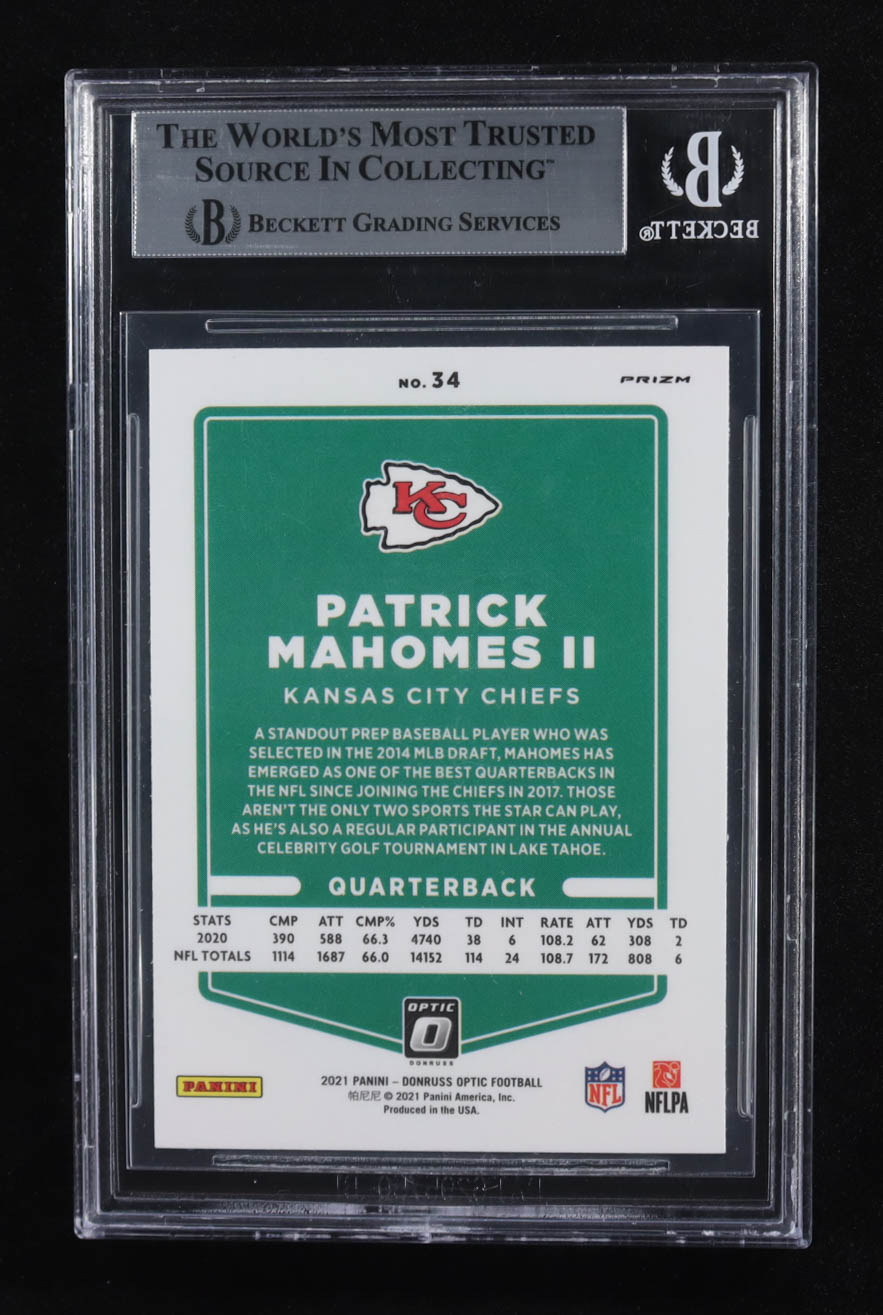 THE WORLD'S MOST TRUSTED
SOURCE IN COLLECTING™
B BECKETT GRADING SERVICES
B
BECKETT®
NO. 34
PRIZM
KC
PATRICK
MAHOMES II
KANSAS CITY CHIEFS
A STANDOUT PREP BASEBALL PLAYER WHO WAS
SELECTED IN THE 2014 MLB DRAFT, MAHOMES HAS
EMERGED AS ONE OF THE BEST QUARTERBACKS IN
THE NFL SINCE JOINING THE CHIEFS IN 2017. THOSE
AREN'T THE ONLY TWO SPORTS THE STAR CAN PLAY,
AS HE'S ALSO A REGULAR PARTICIPANT IN THE ANNUAL
CELEBRITY GOLF TOURNAMENT IN LAKE TAHOE.
QUARTERBACK
STATS CMP ATT CMP% YDS TD INT RATE ATT YDS TD
2020 390 588 66.3 4740 38 6 108.2 62 308 2
NFL TOTALS 1114 1687 66.0 14152 114 24 108.7 172 808 6
OPTIC
O
DONRUSS
PANINI
2021 PANINI – DONRUSS OPTIC FOOTBALL
帕尼尼 © 2021 Panini America, Inc.
Produced in the USA.
NFL
NFLPA